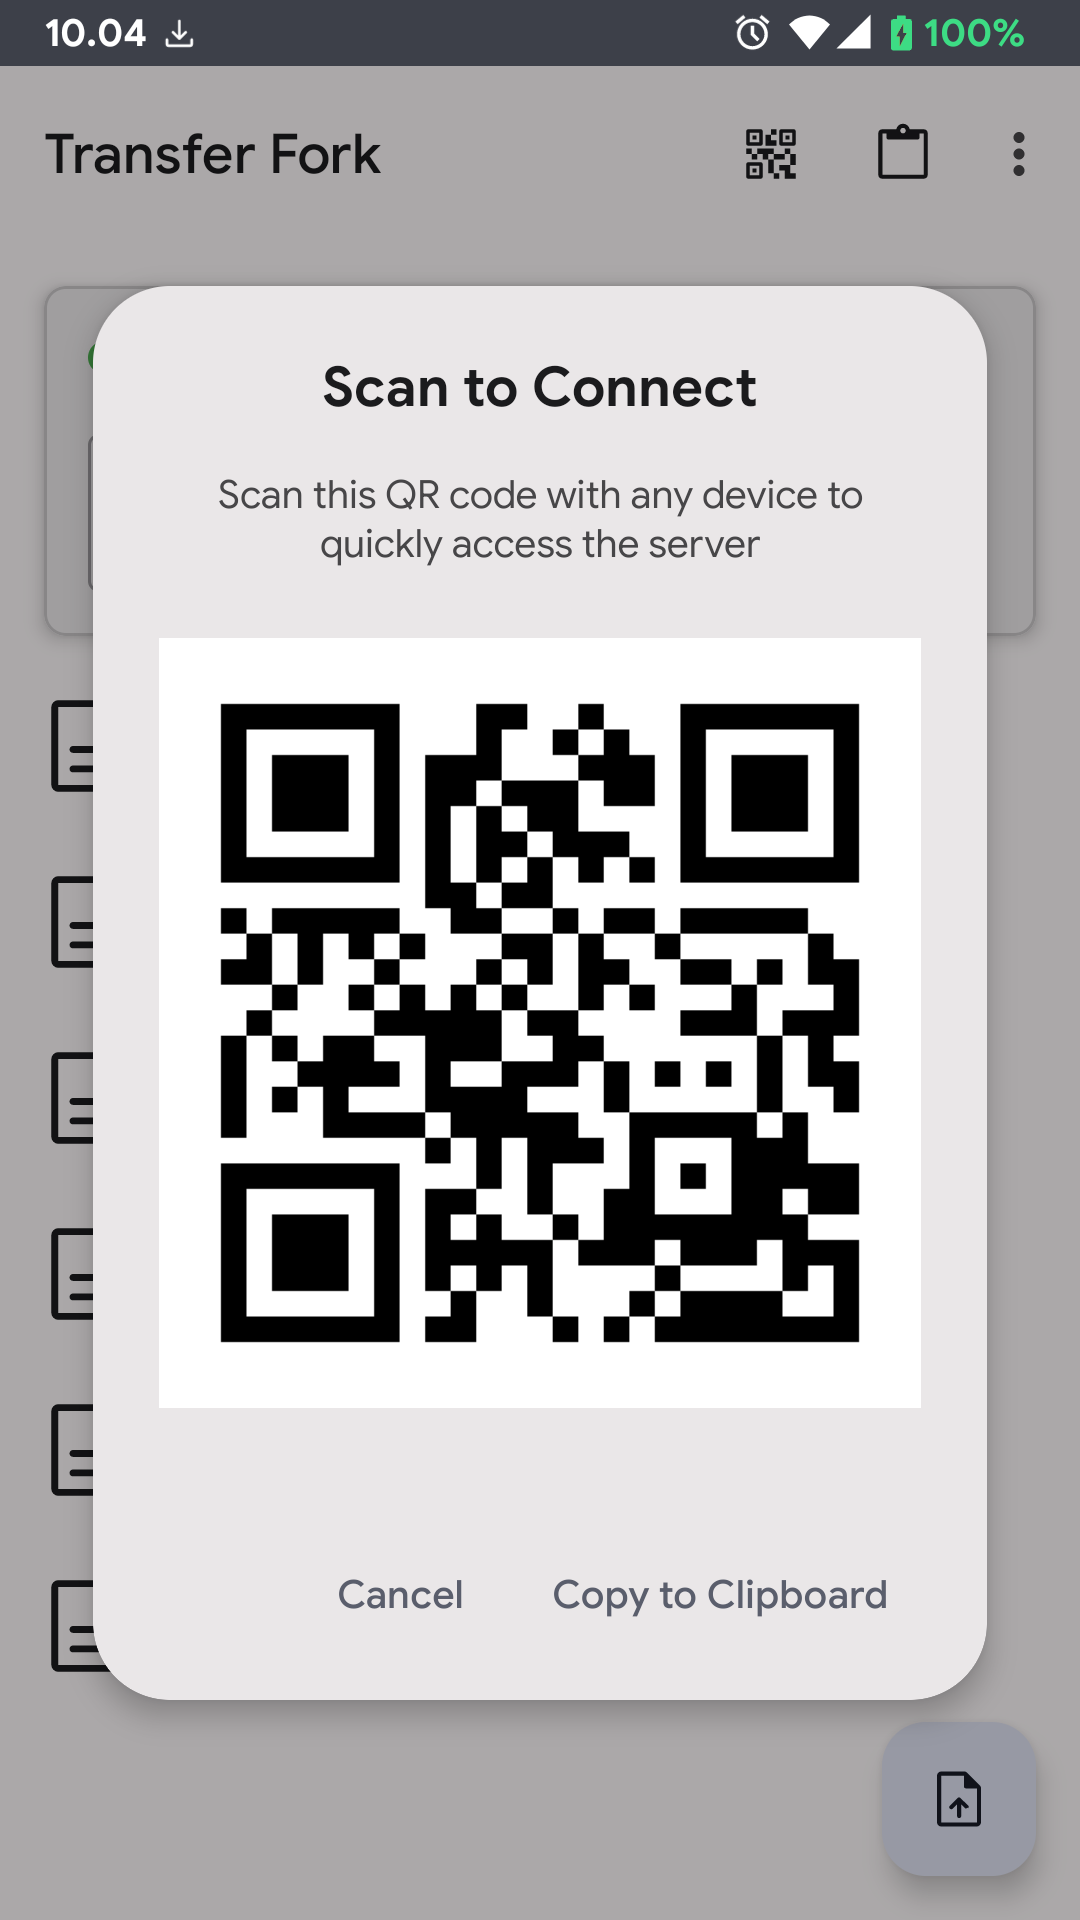 10.04
100%
Transfer Fork
Scan to Connect
Scan this QR code with any device to
quickly access the server
Cancel
Copy to Clipboard